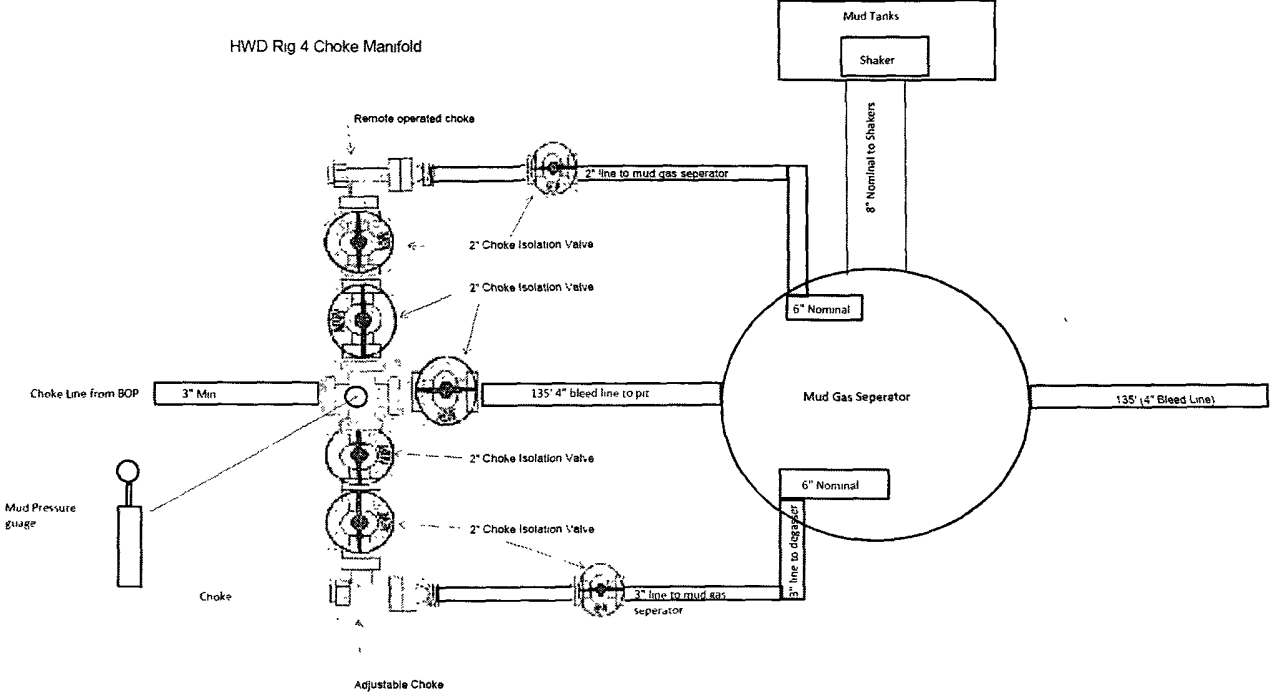 Mud Tanks
HWD Rig 4 Choke Manifold
Shaker
Remote operated choke
8" Nominal to Shakers
2" line to mud gas seperator
2" Choke Isolation Valve
2" Choke Isolation Valve
6" Nominal
Choke Line from BOP
3" Min
135' 4" bleed line to pit
Mud Gas Seperator
135' (4" Bleed Line)
2" Choke Isolation Valve
6" Nominal
Mud Pressure
guage
2" Choke Isolation Valve
3" line to degasser
Choke
3" line to mud gas
seperator
Adjustable Choke